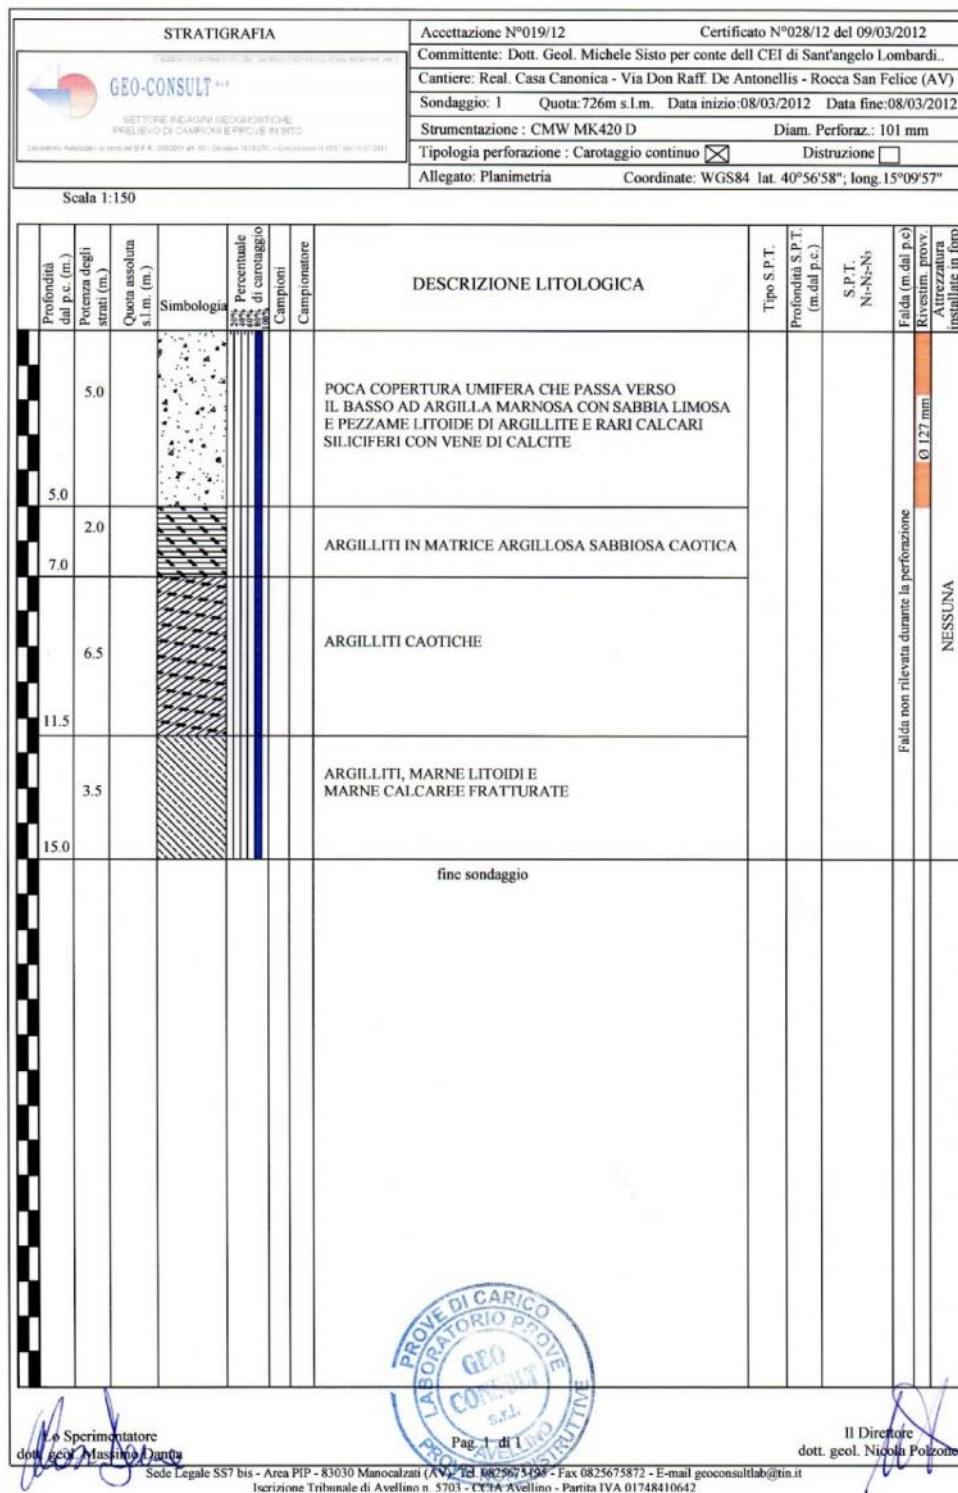 STRATIGRAFIA
GEO-CONSULT s.r.l.
SETTORE INDAGINI GEOGNOSTICHE
PRELIEVO DI CAMPIONI E PROVE IN SITO
Accettazione N°019/12 Certificato N°028/12 del 09/03/2012
Committente: Dott. Geol. Michele Sisto per conte dell CEI di Sant'angelo Lombardi..
Cantiere: Real. Casa Canonica - Via Don Raff. De Antonellis - Rocca San Felice (AV)
Sondaggio: 1 Quota:726m s.l.m. Data inizio:08/03/2012 Data fine:08/03/2012
Strumentazione : CMW MK420 D Diam. Perforaz.: 101 mm
Tipologia perforazione : Carotaggio continuo Distruzione
Allegato: Planimetria Coordinate: WGS84 lat. 40°56'58"; long.15°09'57"
Scala 1:150
Profondità dal p.c. (m.)
Potenza degli strati (m.)
Quota assoluta s.l.m. (m.)
Simbologia
Percentuale di carotaggio
20% 40% 60% 80% 100%
Campioni
Campionatore
DESCRIZIONE LITOLOGICA
Tipo S.P.T.
Profondità S.P.T. (m.dal p.c.)
S.P.T. N1-N2-N3
Falda (m.dal p.c)
Rivestim. provv.
Attrezzatura installate in foro
5.0
POCA COPERTURA UMIFERA CHE PASSA VERSO
IL BASSO AD ARGILLA MARNOSA CON SABBIA LIMOSA
E PEZZAME LITOIDE DI ARGILLITE E RARI CALCARI
SILICIFERI CON VENE DI CALCITE
Ø 127 mm
5.0
2.0
ARGILLITI IN MATRICE ARGILLOSA SABBIOSA CAOTICA
7.0
Falda non rilevata durante la perforazione
NESSUNA
ARGILLITI CAOTICHE
6.5
11.5
ARGILLITI, MARNE LITOIDI E
MARNE CALCAREE FRATTURATE
3.5
15.0
fine sondaggio
PROVE DI CARICO
LABORATORIO PROVE
GEO
CONSULT
s.r.l.
AVELLINO
Lo Sperimentatore
dott. geol. Massimo Danna
Pag. 1 di 1
Il Direttore
dott. geol. Nicola Polzone
Sede Legale SS7 bis - Area PIP - 83030 Manocalzati (AV) Tel. 0825675195 - Fax 0825675872 - E-mail geoconsultlab@tin.it
Iscrizione Tribunale di Avellino n. 5703 - CCIA Avellino - Partita IVA 01748410642